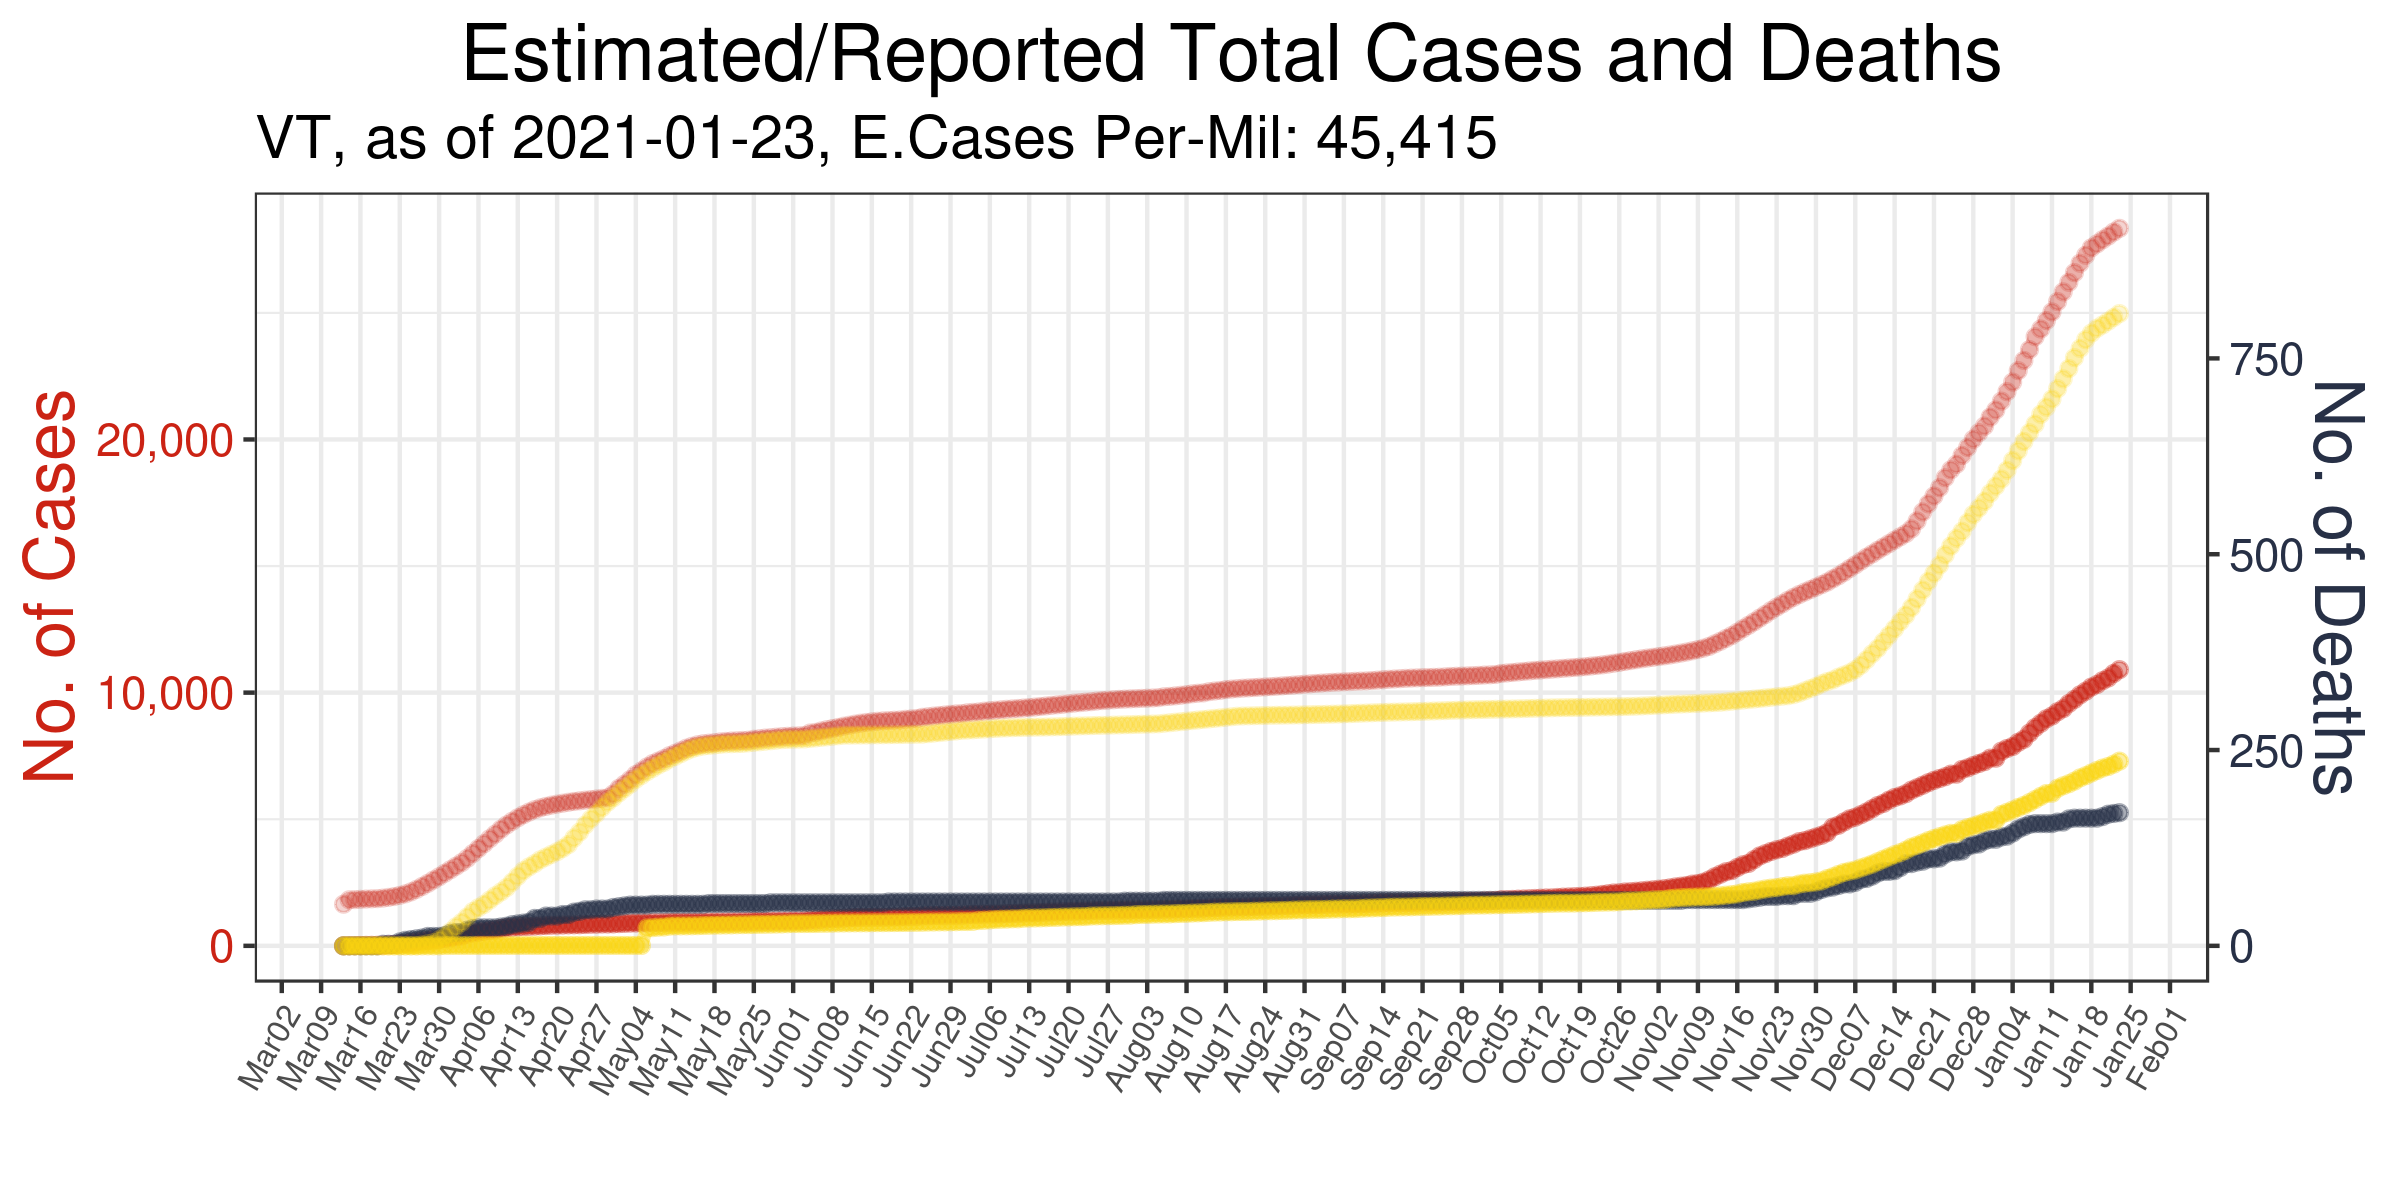 Estimated/Reported Total Cases and Deaths
VT, as of 2021-01-23, E.Cases Per-Mil: 45,415
No. of Cases
20,000
10,000
0
750
500
250
0
No. of Deaths
Mar02 Mar09 Mar16 Mar23 Mar30 Apr06 Apr13 Apr20 Apr27 May04 May11 May18 May25 Jun01 Jun08 Jun15 Jun22 Jun29 Jul06 Jul13 Jul20 Jul27 Aug03 Aug10 Aug17 Aug24 Aug31 Sep07 Sep14 Sep21 Sep28 Oct05 Oct12 Oct19 Oct26 Nov02 Nov09 Nov16 Nov23 Nov30 Dec07 Dec14 Dec21 Dec28 Jan04 Jan11 Jan18 Jan25 Feb01